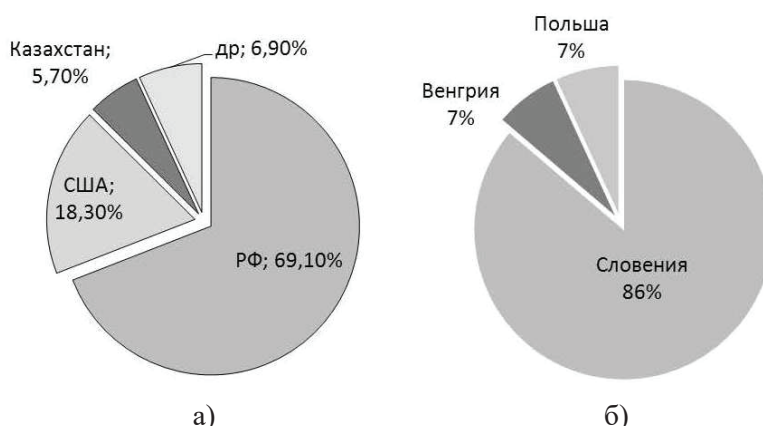 Казахстан;
5,70%
др; 6,90%
США;
18,30%
РФ; 69,10%
а)
Польша
7%
Венгрия
7%
Словения
86%
б)